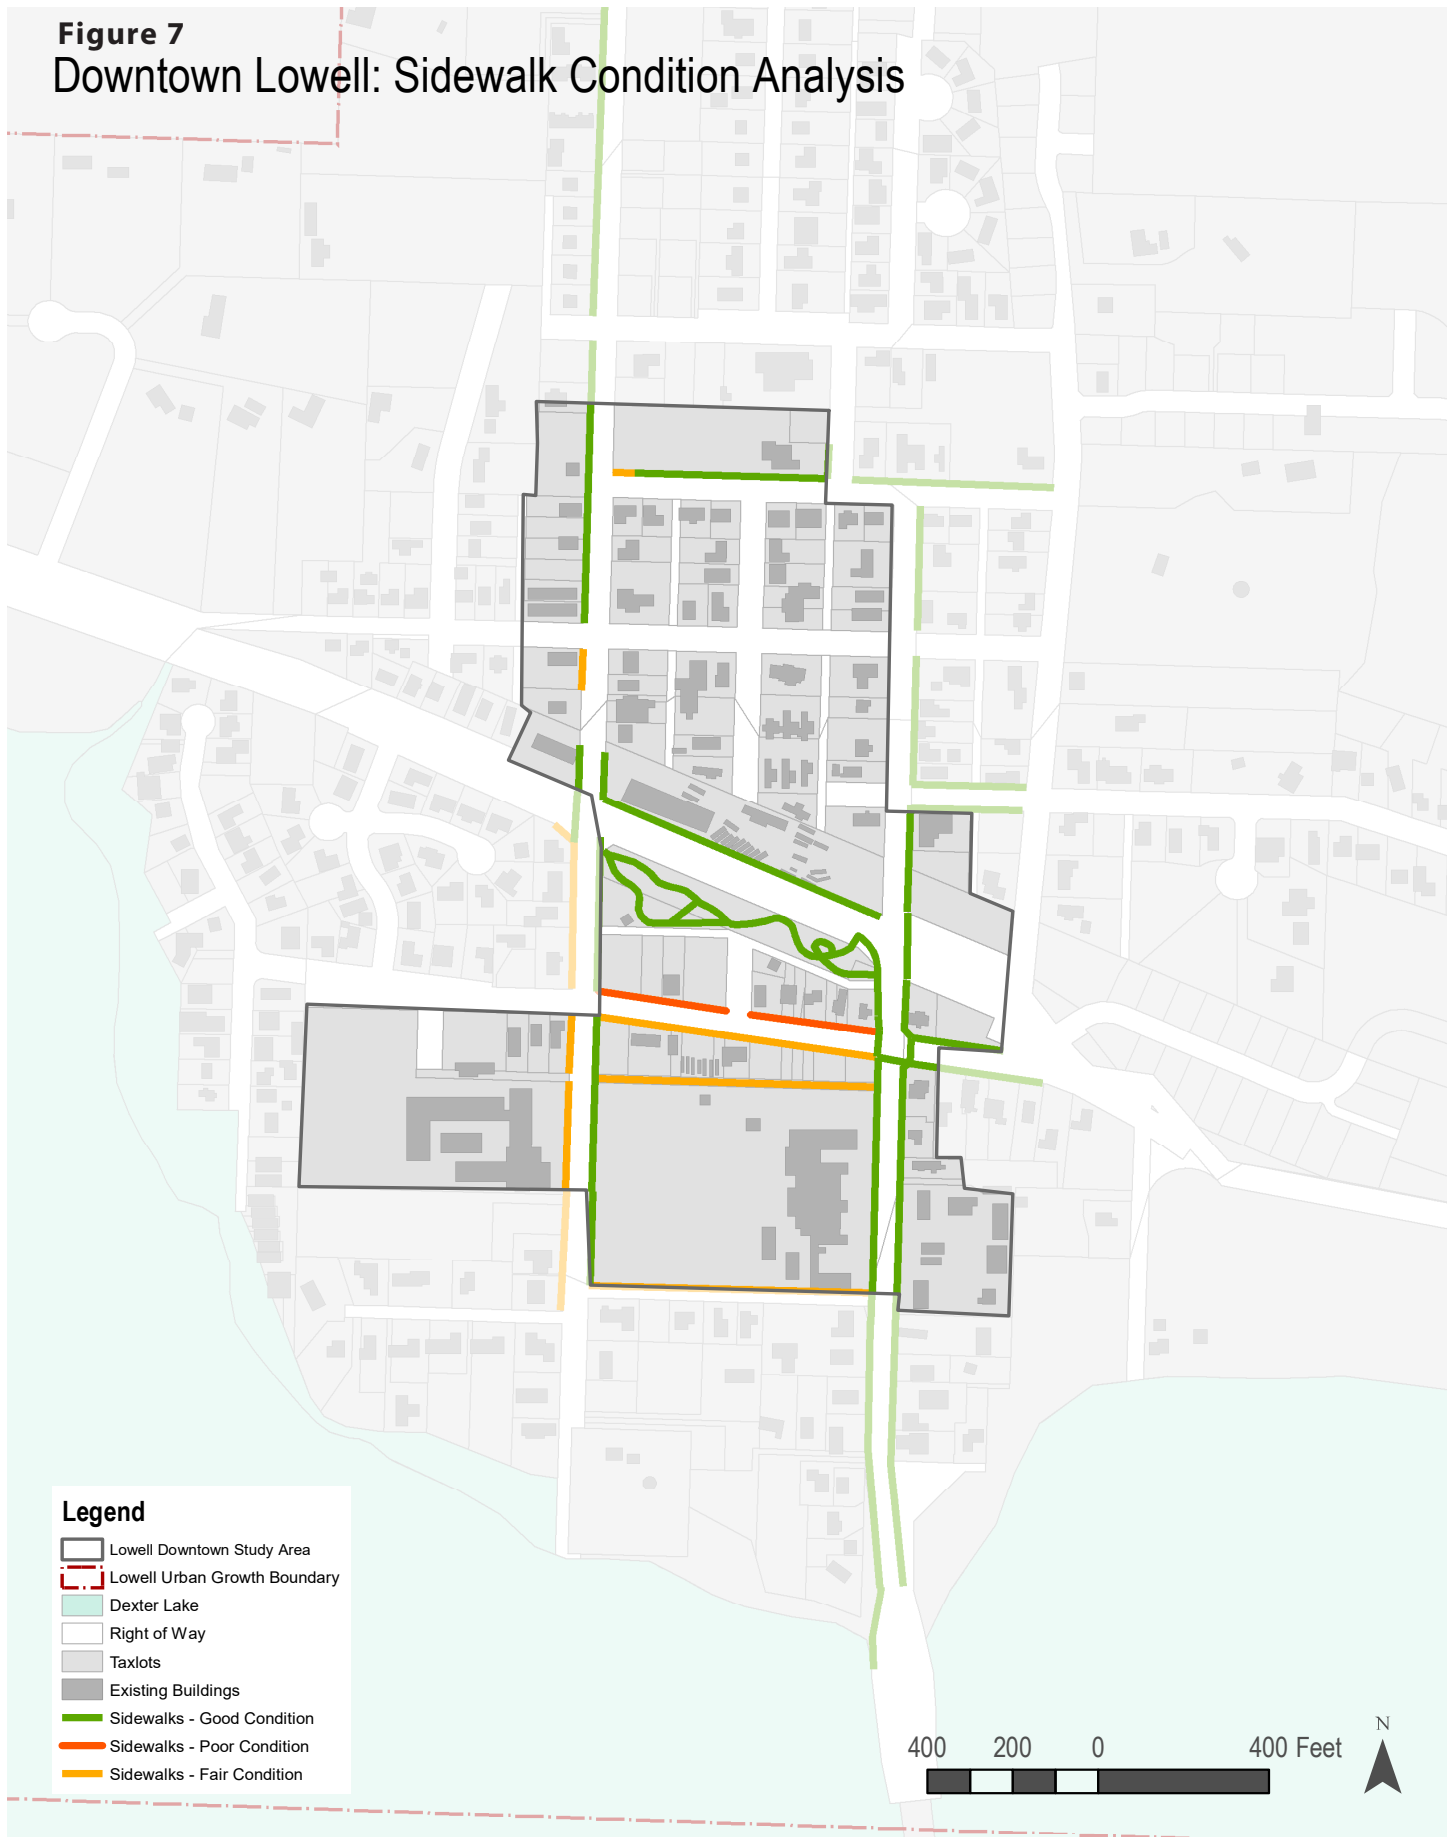 Figure 7
Downtown Lowell: Sidewalk Condition Analysis
Legend
Lowell Downtown Study Area
Lowell Urban Growth Boundary
Dexter Lake
Right of Way
Taxlots
Existing Buildings
Sidewalks - Good Condition
Sidewalks - Poor Condition
Sidewalks - Fair Condition
400 200 0 400 Feet
N